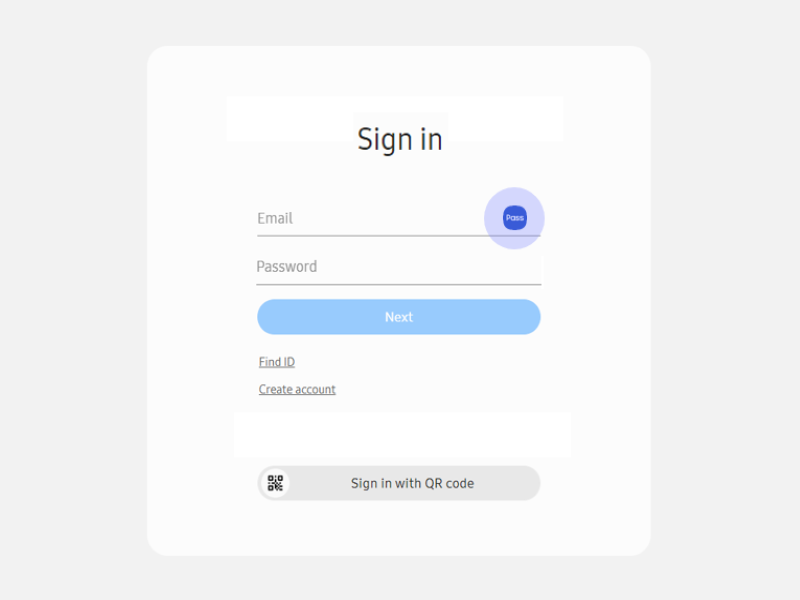 Sign in
Email
Pass
Password
Next
Find ID
Create account
Sign in with QR code